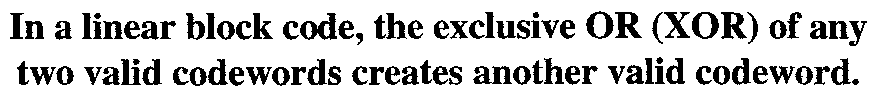 In a linear block code, the exclusive OR (XOR) of any
two valid codewords creates another valid codeword.